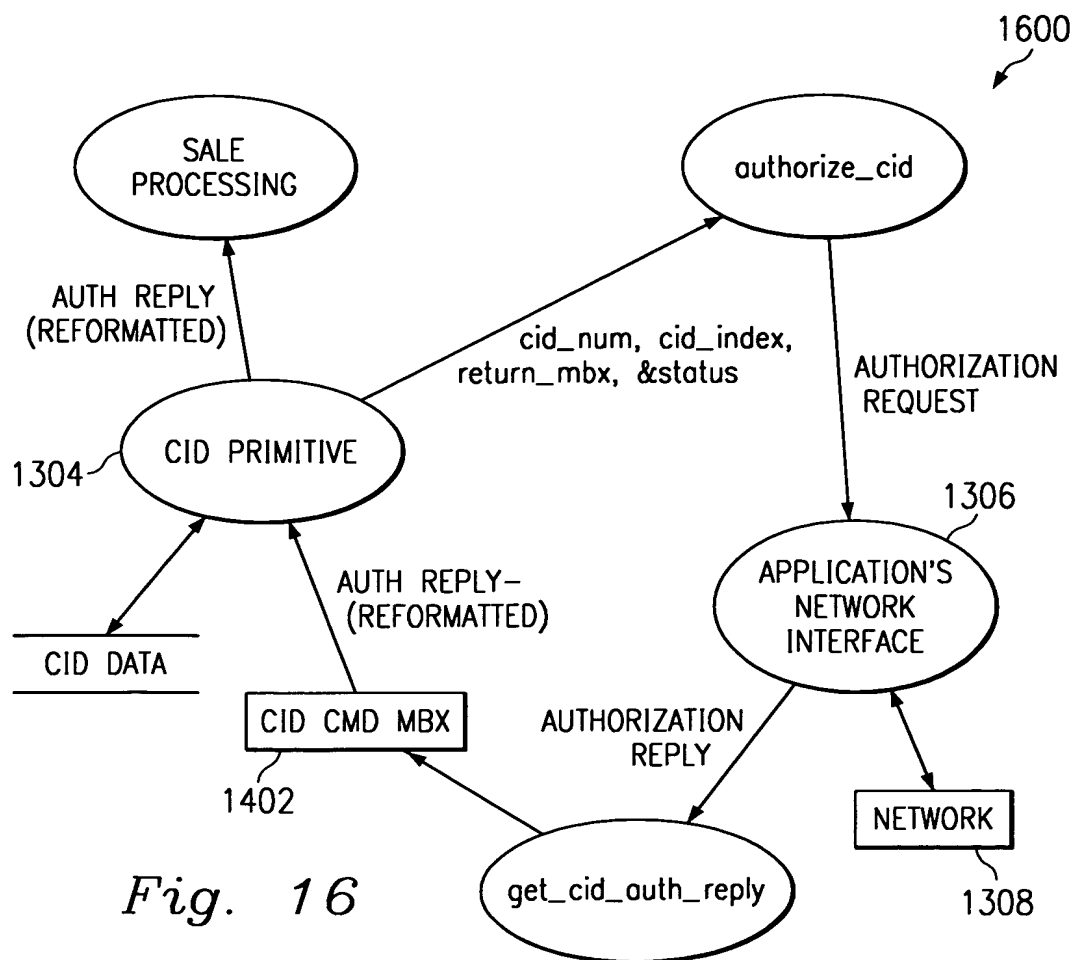 1600
SALE
PROCESSING
authorize_cid
AUTH REPLY
(REFORMATTED)
cid_num, cid_index,
return_mbx, &status
AUTHORIZATION
REQUEST
CID PRIMITIVE
1304
1306
APPLICATION'S
NETWORK
INTERFACE
AUTH REPLY–
(REFORMATTED)
CID DATA
CID CMD MBX
1402
AUTHORIZATION
REPLY
NETWORK
1308
get_cid_auth_reply
Fig. 16